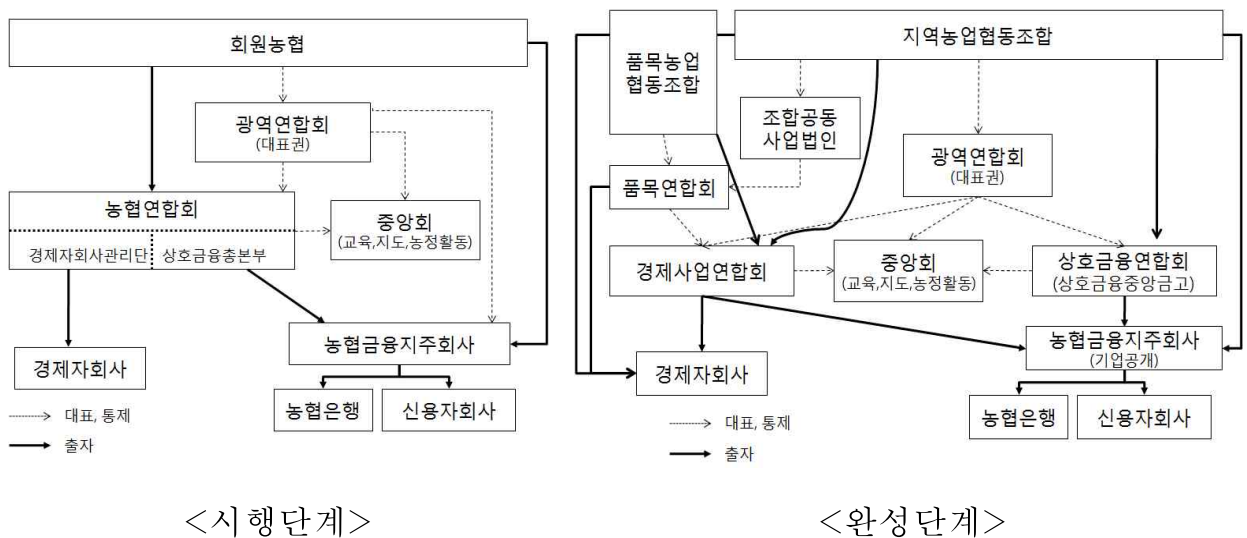 회원농협
광역연합회
(대표권)
농협연합회
경제자회사관리단
상호금융총본부
중앙회
(교육,지도,농정활동)
농협금융지주회사
경제자회사
농협은행
신용자회사
대표, 통제
출자
<시행단계>
품목농업
협동조합
지역농업협동조합
조합공동
사업법인
광역연합회
(대표권)
품목연합회
경제사업연합회
중앙회
(교육,지도,농정활동)
상호금융연합회
(상호금융중앙금고)
농협금융지주회사
(기업공개)
경제자회사
농협은행
신용자회사
대표, 통제
출자
<완성단계>